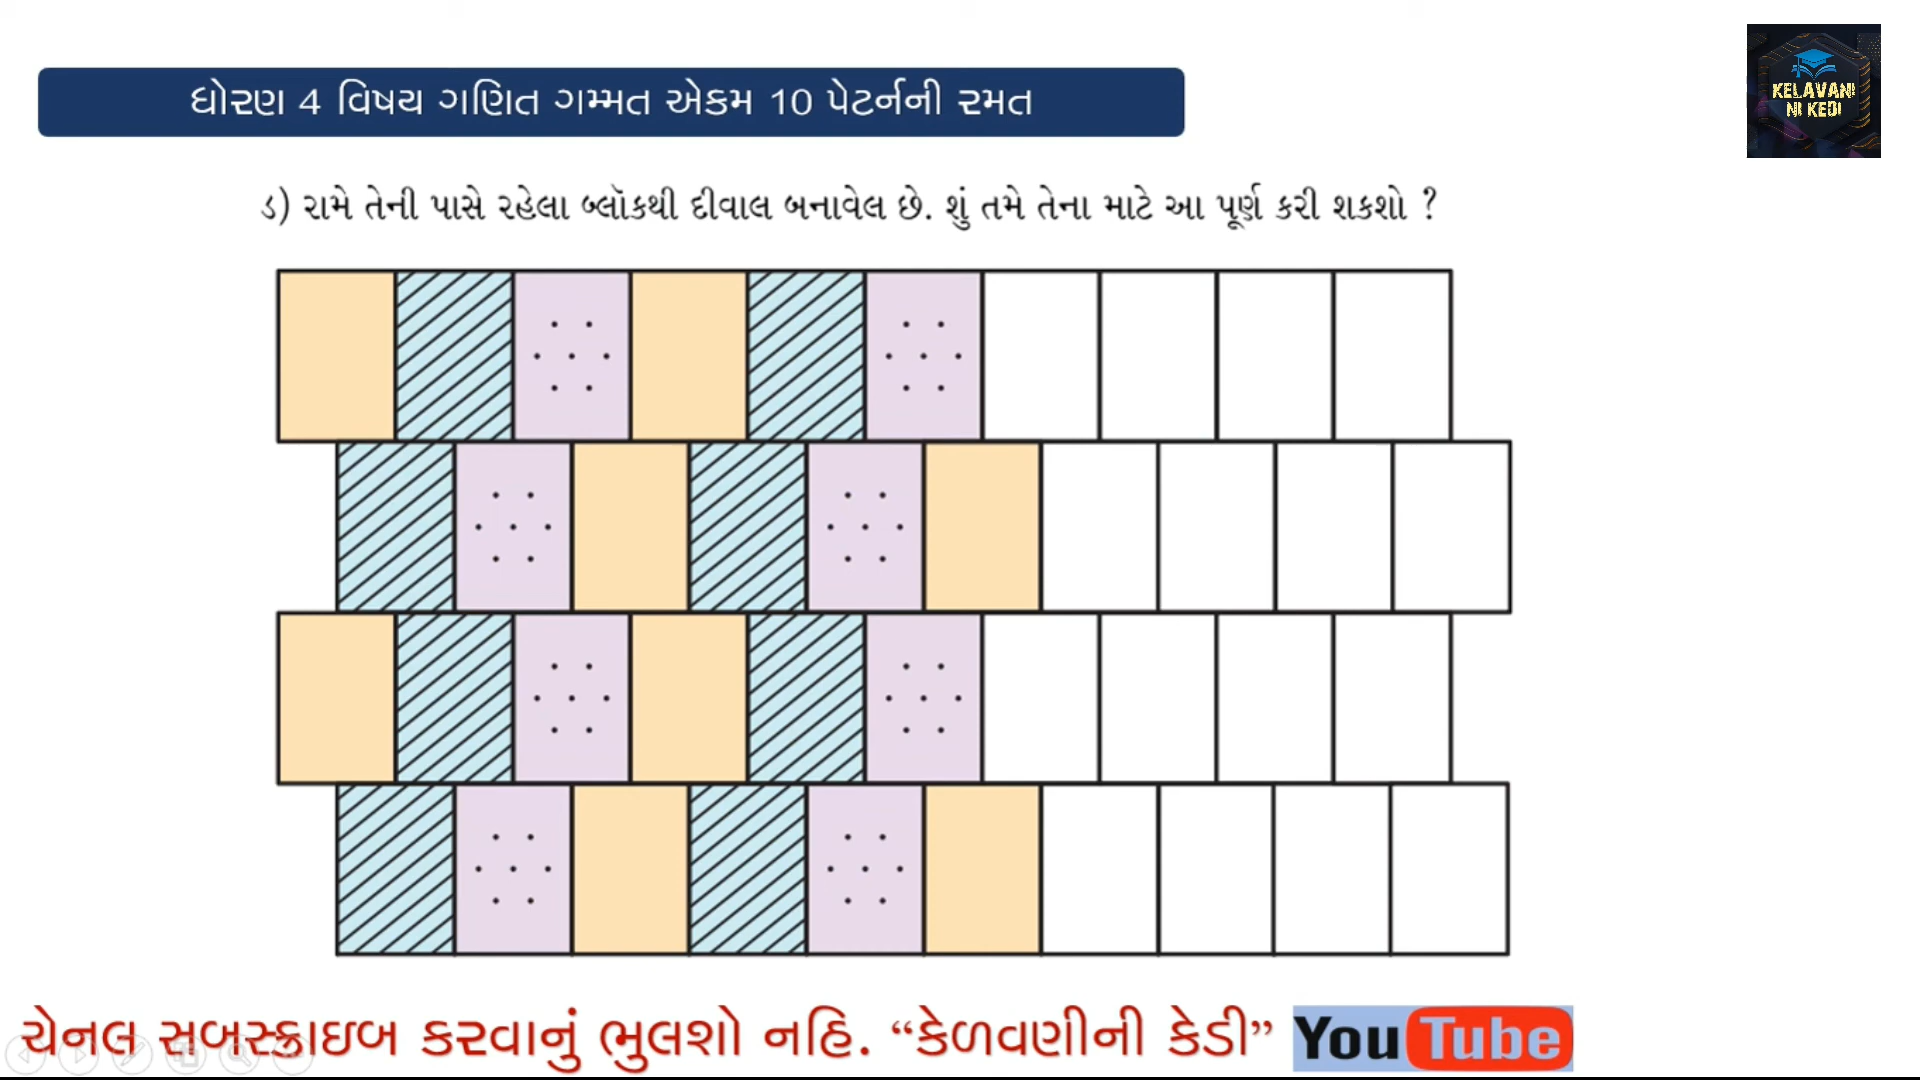 ધોરણ 4 વિષય ગણિત ગમ્મત એકમ 10 પેટર્નની રમત
KELAVANI
NI KEDI
ડ) રામે તેની પાસે રહેલા બ્લૉકથી દીવાલ બનાવેલ છે. શું તમે તેના માટે આ પૂર્ણ કરી શકશો ?
ચેનલ સબસ્ક્રાઇબ કરવાનું ભુલશો નહિ. “કેળવણીની કેડી” YouTube